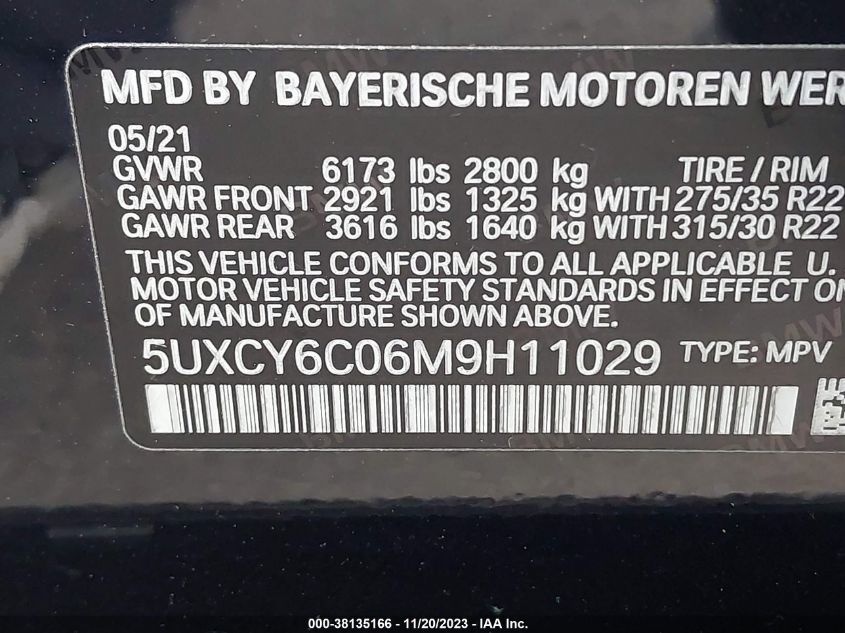 MFD BY BAYERISCHE MOTOREN WER
05/21
GVWR 6173 lbs 2800 kg TIRE / RIM
GAWR FRONT 2921 lbs 1325 kg WITH 275/35 R22
GAWR REAR 3616 lbs 1640 kg WITH 315/30 R22
THIS VEHICLE CONFORMS TO ALL APPLICABLE U.
MOTOR VEHICLE SAFETY STANDARDS IN EFFECT ON
OF MANUFACTURE SHOWN ABOVE.
5UXCY6C06M9H11029 TYPE: MPV
000-38135166 - 11/20/2023 - © IAA Inc.